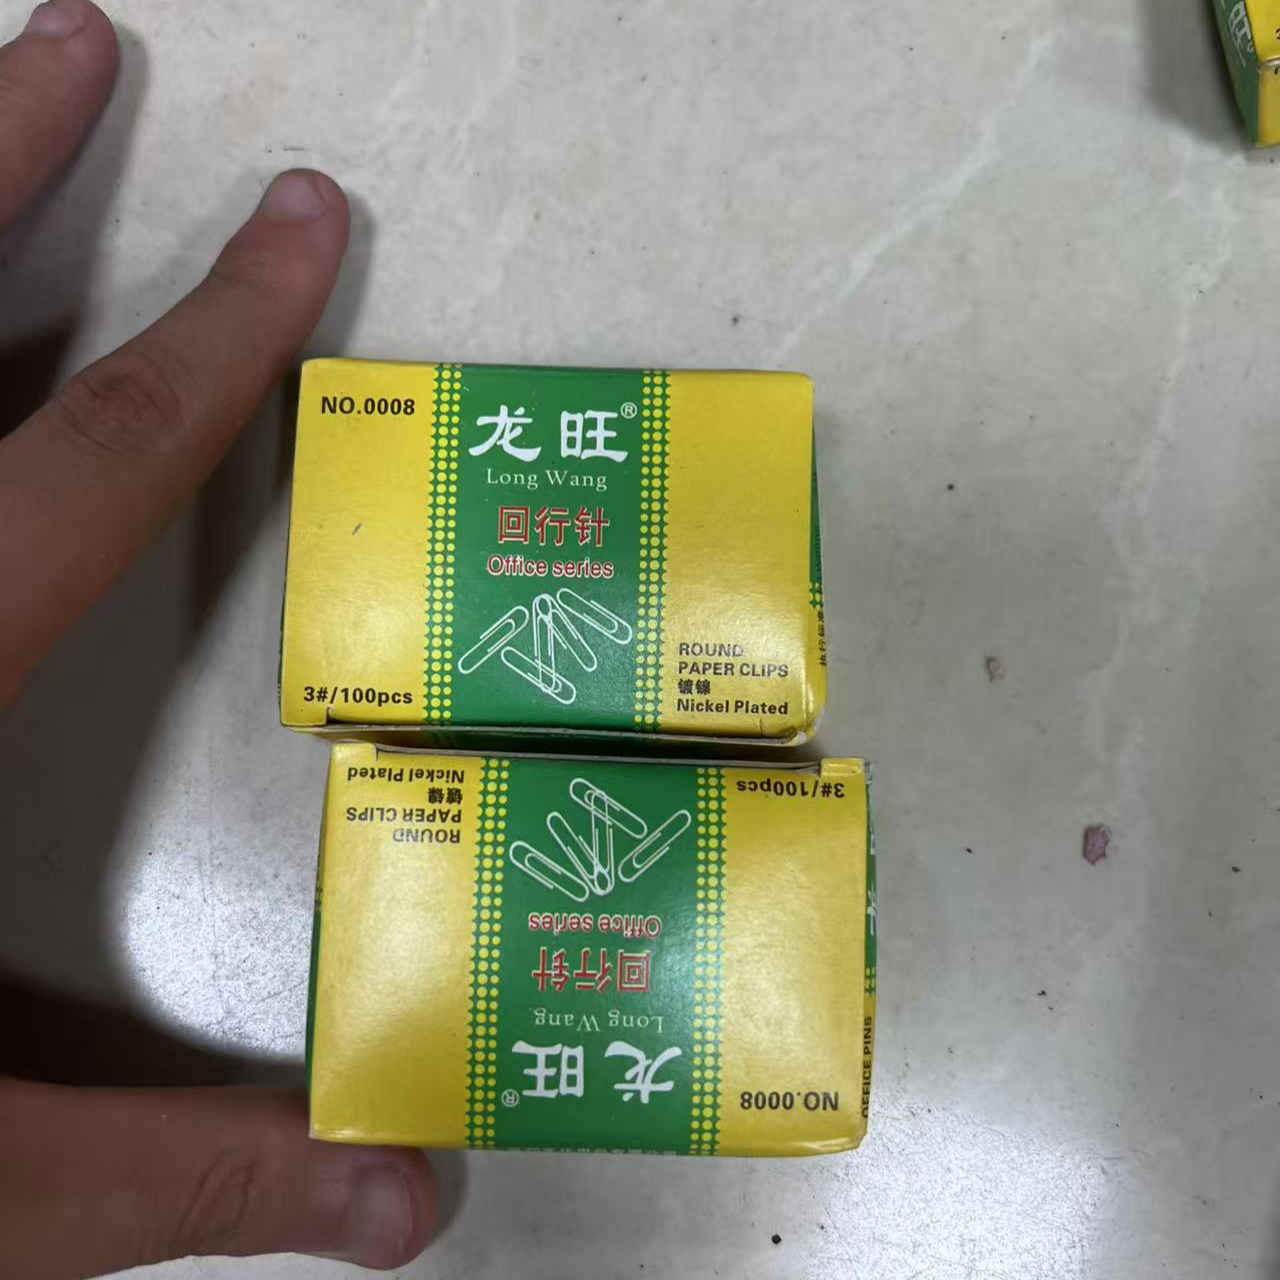 NO.0008
龙旺®
Long Wang
回行针
Office series
3#/100pcs
ROUND
PAPER CLIPS
镀镍
Nickel Plated
Nickel Plated
镀镍
PAPER CLIPS
ROUND
3#/100pcs
Office series
回行针
Long Wang
龙旺®
NO.0008
OFFICE PINS
旺